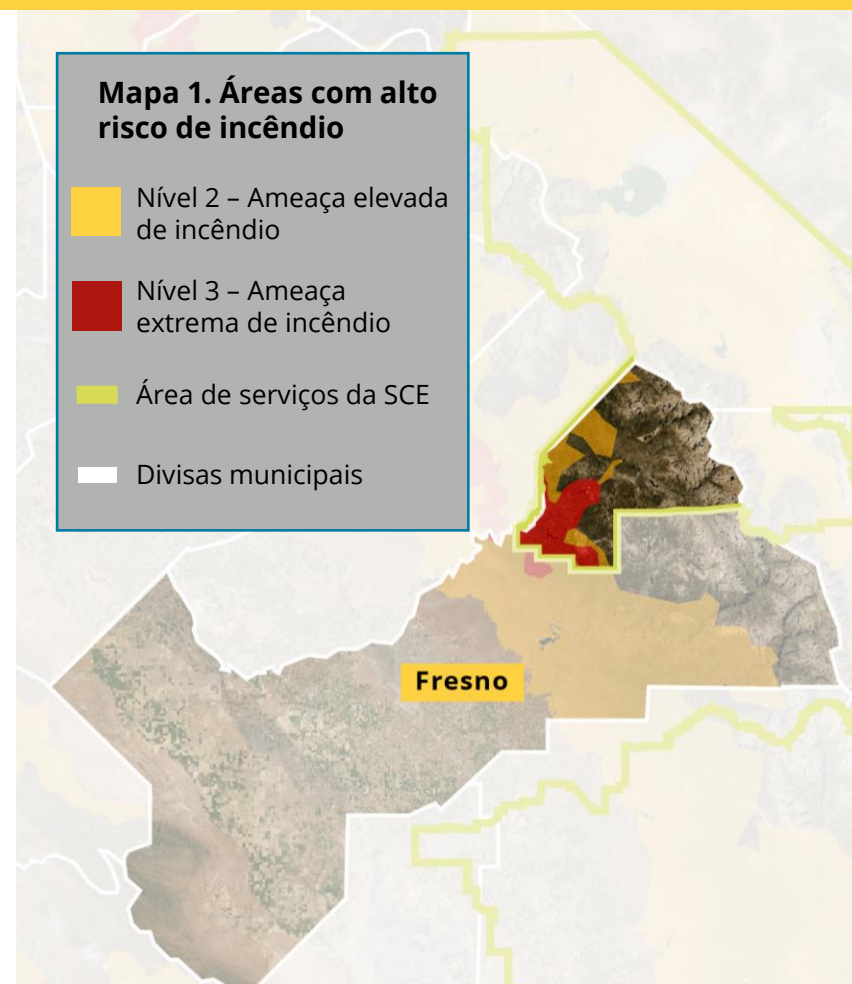 Mapa 1. Áreas com alto
risco de incêndio
Nível 2 – Ameaça elevada
de incêndio
Nível 3 – Ameaça
extrema de incêndio
Área de serviços da SCE
Divisas municipais
Fresno